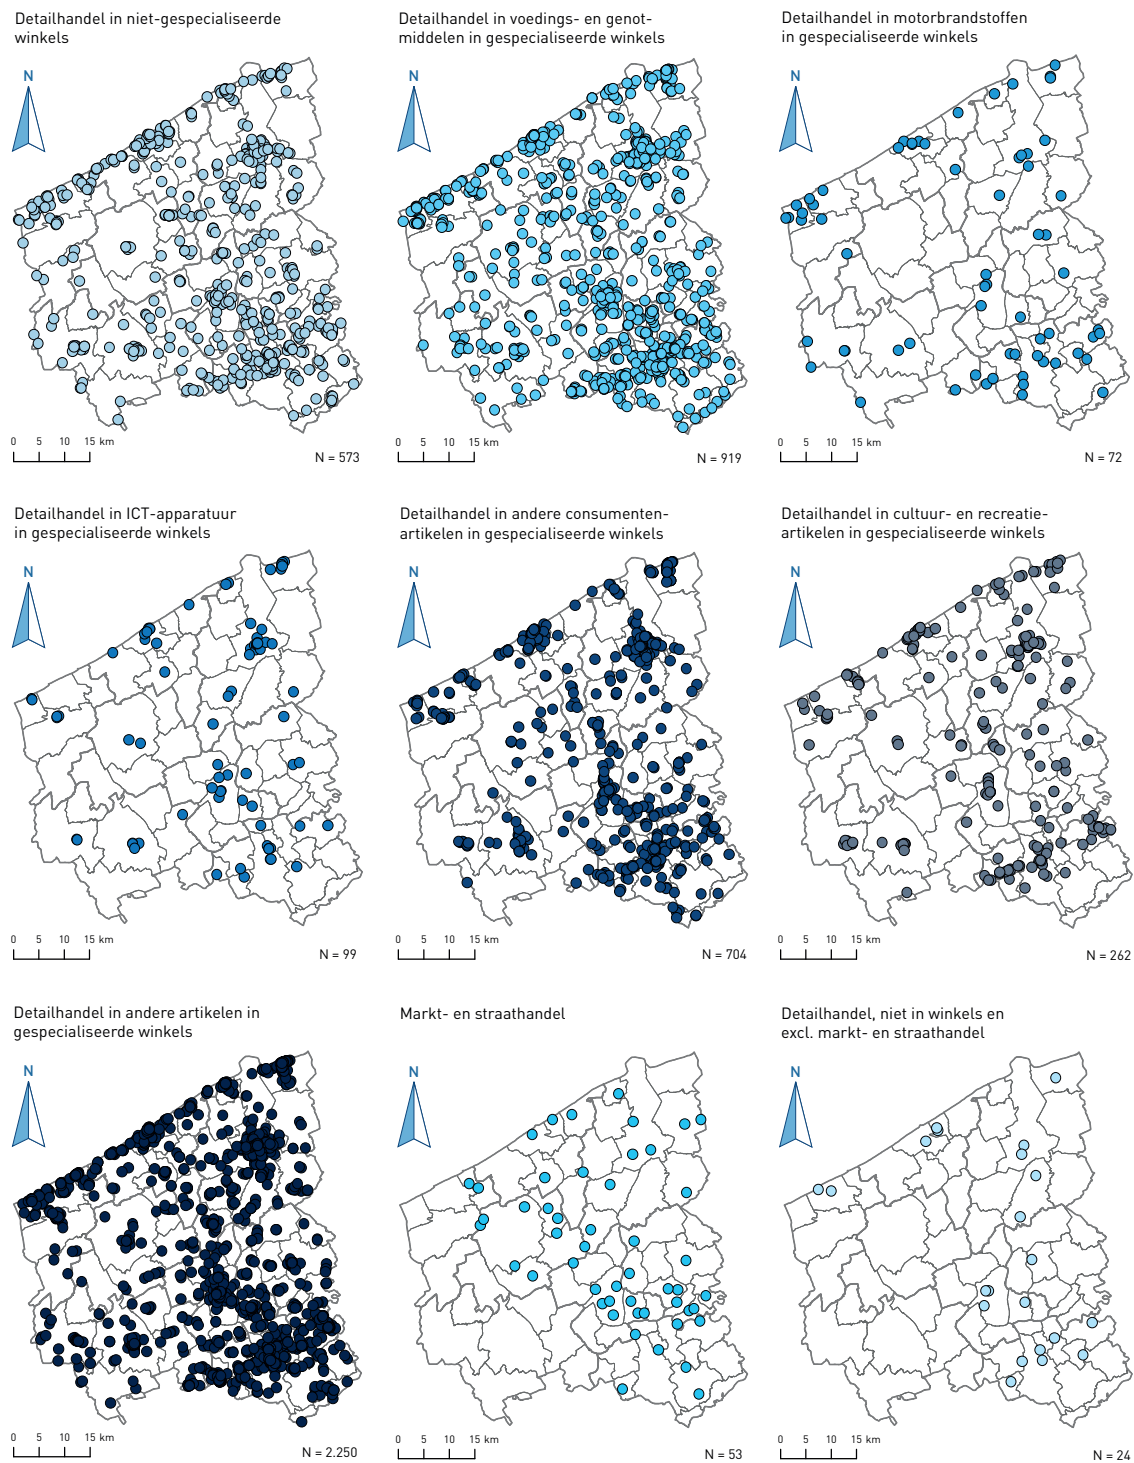 Detailhandel in niet-gespecialiseerde
winkels
N
0 5 10 15 km
N = 573
Detailhandel in voedings- en genot-
middelen in gespecialiseerde winkels
N
0 5 10 15 km
N = 919
Detailhandel in motorbrandstoffen
in gespecialiseerde winkels
N
0 5 10 15 km
N = 72
Detailhandel in ICT-apparatuur
in gespecialiseerde winkels
N
0 5 10 15 km
N = 99
Detailhandel in andere consumenten-
artikelen in gespecialiseerde winkels
N
0 5 10 15 km
N = 704
Detailhandel in cultuur- en recreatie-
artikelen in gespecialiseerde winkels
N
0 5 10 15 km
N = 262
Detailhandel in andere artikelen in
gespecialiseerde winkels
N
0 5 10 15 km
N = 2.250
Markt- en straathandel
N
0 5 10 15 km
N = 53
Detailhandel, niet in winkels en
excl. markt- en straathandel
N
0 5 10 15 km
N = 24